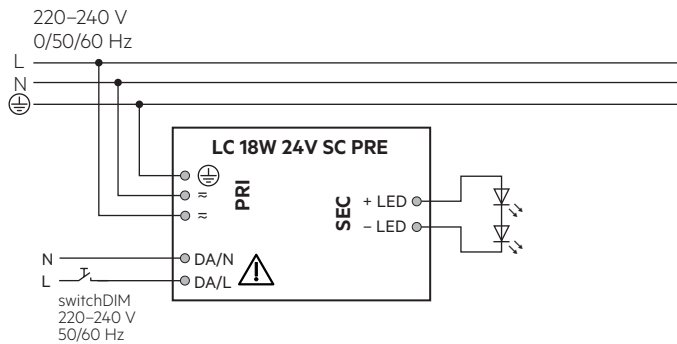 220–240 V
0/50/60 Hz
L
N
LC 18W 24V SC PRE
PRI
≂
≂
SEC
+ LED
– LED
N
DA/N
L
DA/L
switchDIM
220–240 V
50/60 Hz